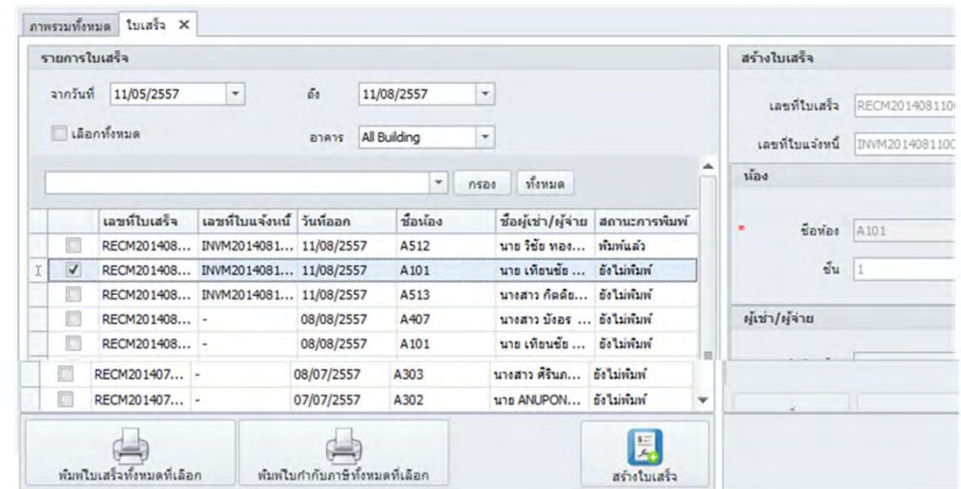 ภาพรวมทั้งหมด ใบเสร็จ
รายการใบเสร็จ
จากวันที่ 11/05/2557 ถึง 11/08/2557
เลือกทั้งหมด อาคาร All Building
กรอง ทั้งหมด
เลขที่ใบเสร็จ เลขที่ใบแจ้งหนี้ วันที่ออก ชื่อห้อง ชื่อผู้เช่า/ผู้จ่าย สถานะการพิมพ์
RECM201408... INVM2014081... 11/08/2557 A512 นาย วิชัย ทอง... พิมพ์แล้ว
RECM201408... INVM2014081... 11/08/2557 A101 นาย เทียนชัย ... ยังไม่พิมพ์
RECM201408... INVM2014081... 11/08/2557 A513 นางสาว กิตติย... ยังไม่พิมพ์
RECM201408... - 08/08/2557 A407 นางสาว บังอร ... ยังไม่พิมพ์
RECM201408... - 08/08/2557 A101 นาย เทียนชัย ... ยังไม่พิมพ์
RECM201407... - 08/07/2557 A303 นางสาว ศิรินภ... ยังไม่พิมพ์
RECM201407... - 07/07/2557 A302 นาย ANUPON... ยังไม่พิมพ์
พิมพ์ใบเสร็จทั้งหมดที่เลือก พิมพ์ใบกำกับภาษีทั้งหมดที่เลือก สร้างใบเสร็จ
สร้างใบเสร็จ
เลขที่ใบเสร็จ RECM20140811
เลขที่ใบแจ้งหนี้ INVM20140811
ห้อง
* ชื่อห้อง A101
ชั้น 1
ผู้เช่า/ผู้จ่าย